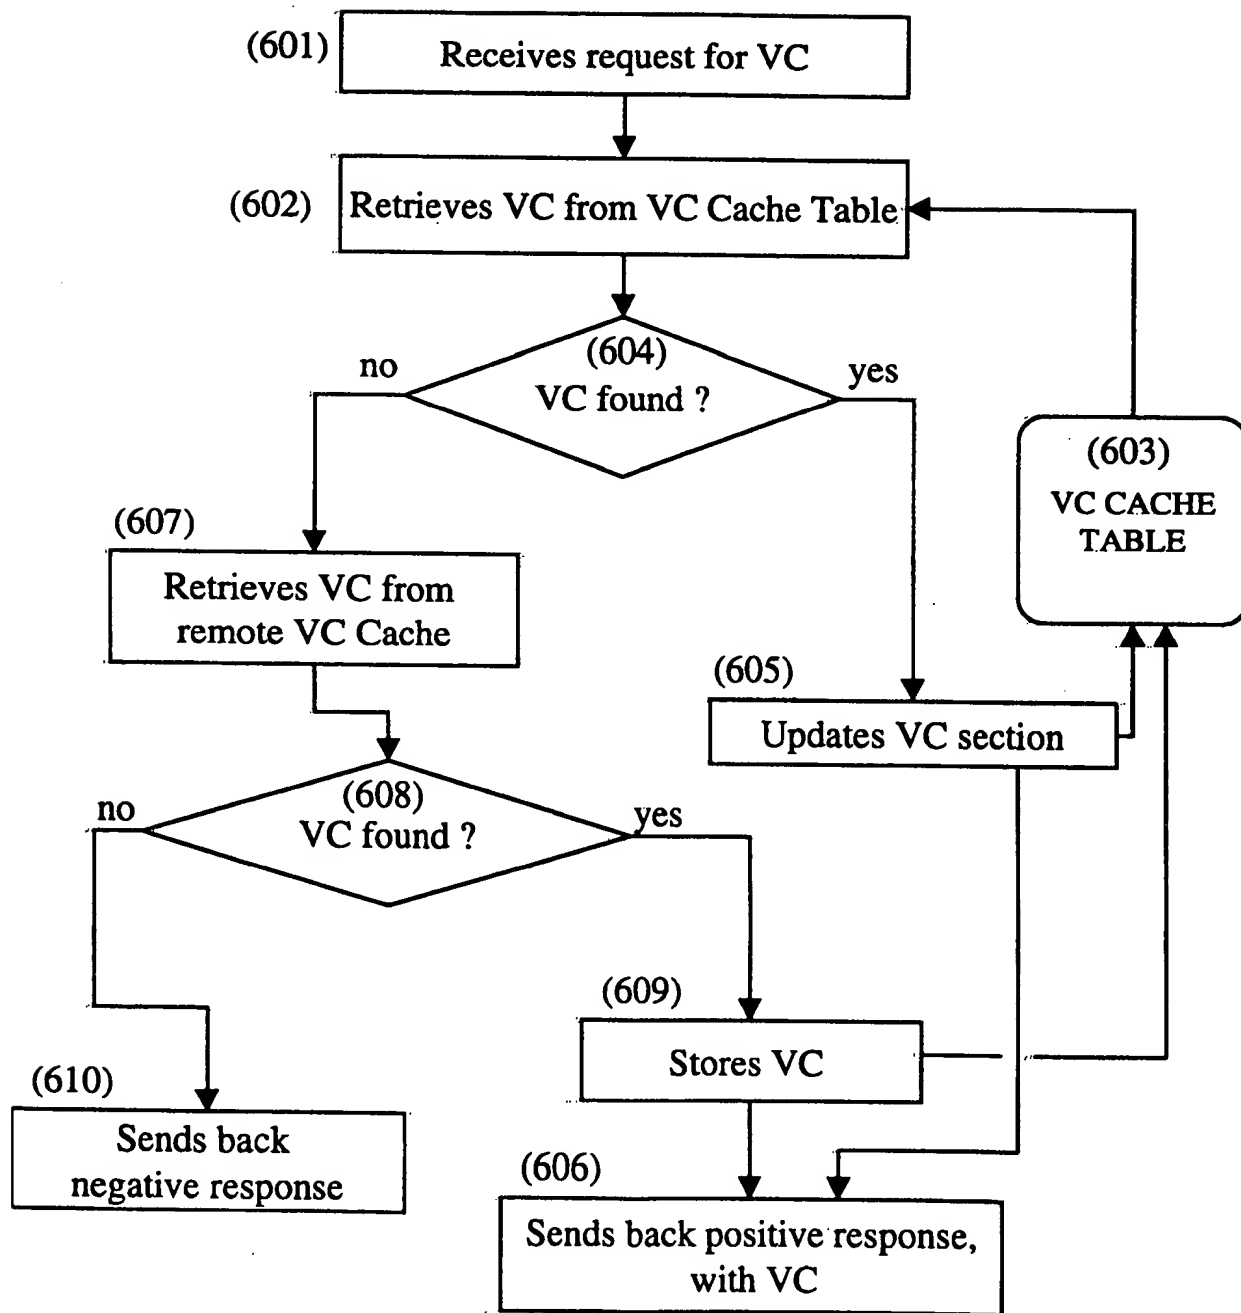 (601)
Receives request for VC
(602)
Retrieves VC from VC Cache Table
(604)
VC found ?
no
yes
(603)
VC CACHE
TABLE
(607)
Retrieves VC from
remote VC Cache
(605)
Updates VC section
(608)
VC found ?
no
yes
(609)
Stores VC
(610)
Sends back
negative response
(606)
Sends back positive response,
with VC